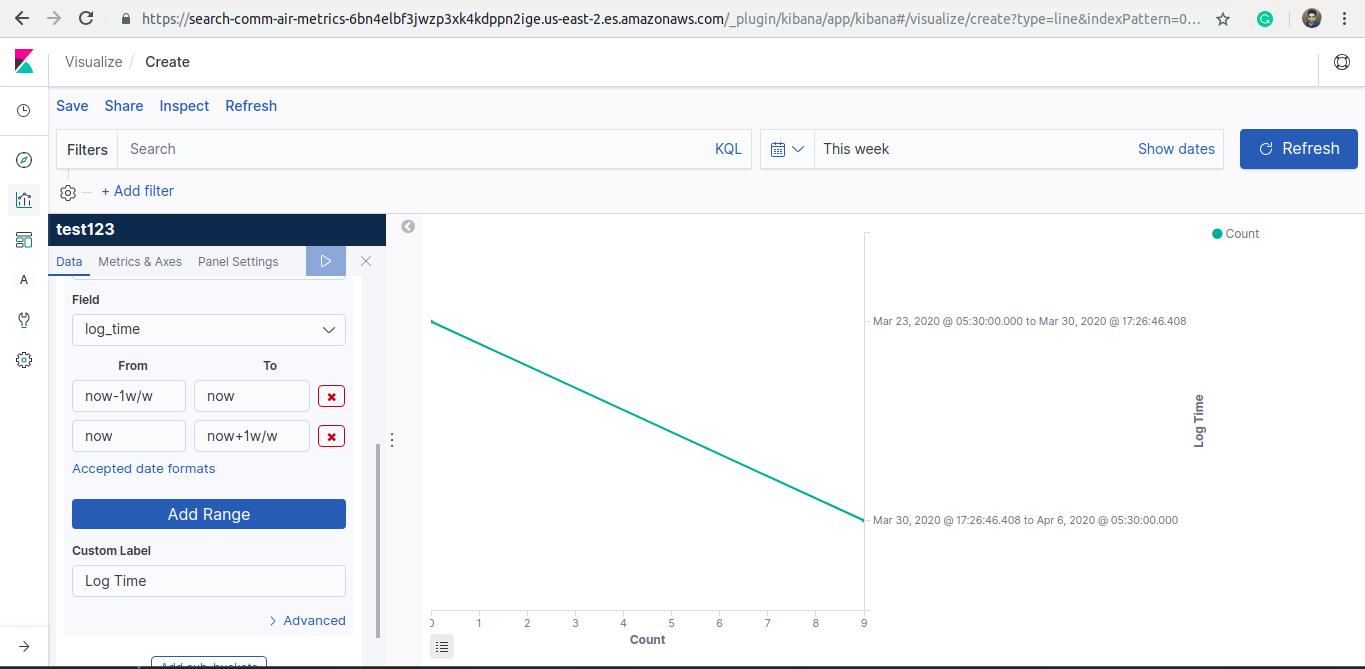 https://search-comm-air-metrics-6bn4elbf3jwzp3xk4kdppn2ige.us-east-2.es.amazonaws.com/_plugin/kibana/app/kibana#/visualize/create?type=line&indexPattern=0...
Visualize / Create
Save Share Inspect Refresh
Filters Search KQL This week Show dates Refresh
+ Add filter
test123
Data Metrics & Axes Panel Settings
Field
log_time
From To
now-1w/w now
now now+1w/w
Accepted date formats
Add Range
Custom Label
Log Time
Advanced
Add sub-buckets
A
Count
Mar 23, 2020 @ 05:30:00.000 to Mar 30, 2020 @ 17:26:46.408
Log Time
Mar 30, 2020 @ 17:26:46.408 to Apr 6, 2020 @ 05:30:00.000
0 1 2 3 4 5 6 7 8 9
Count